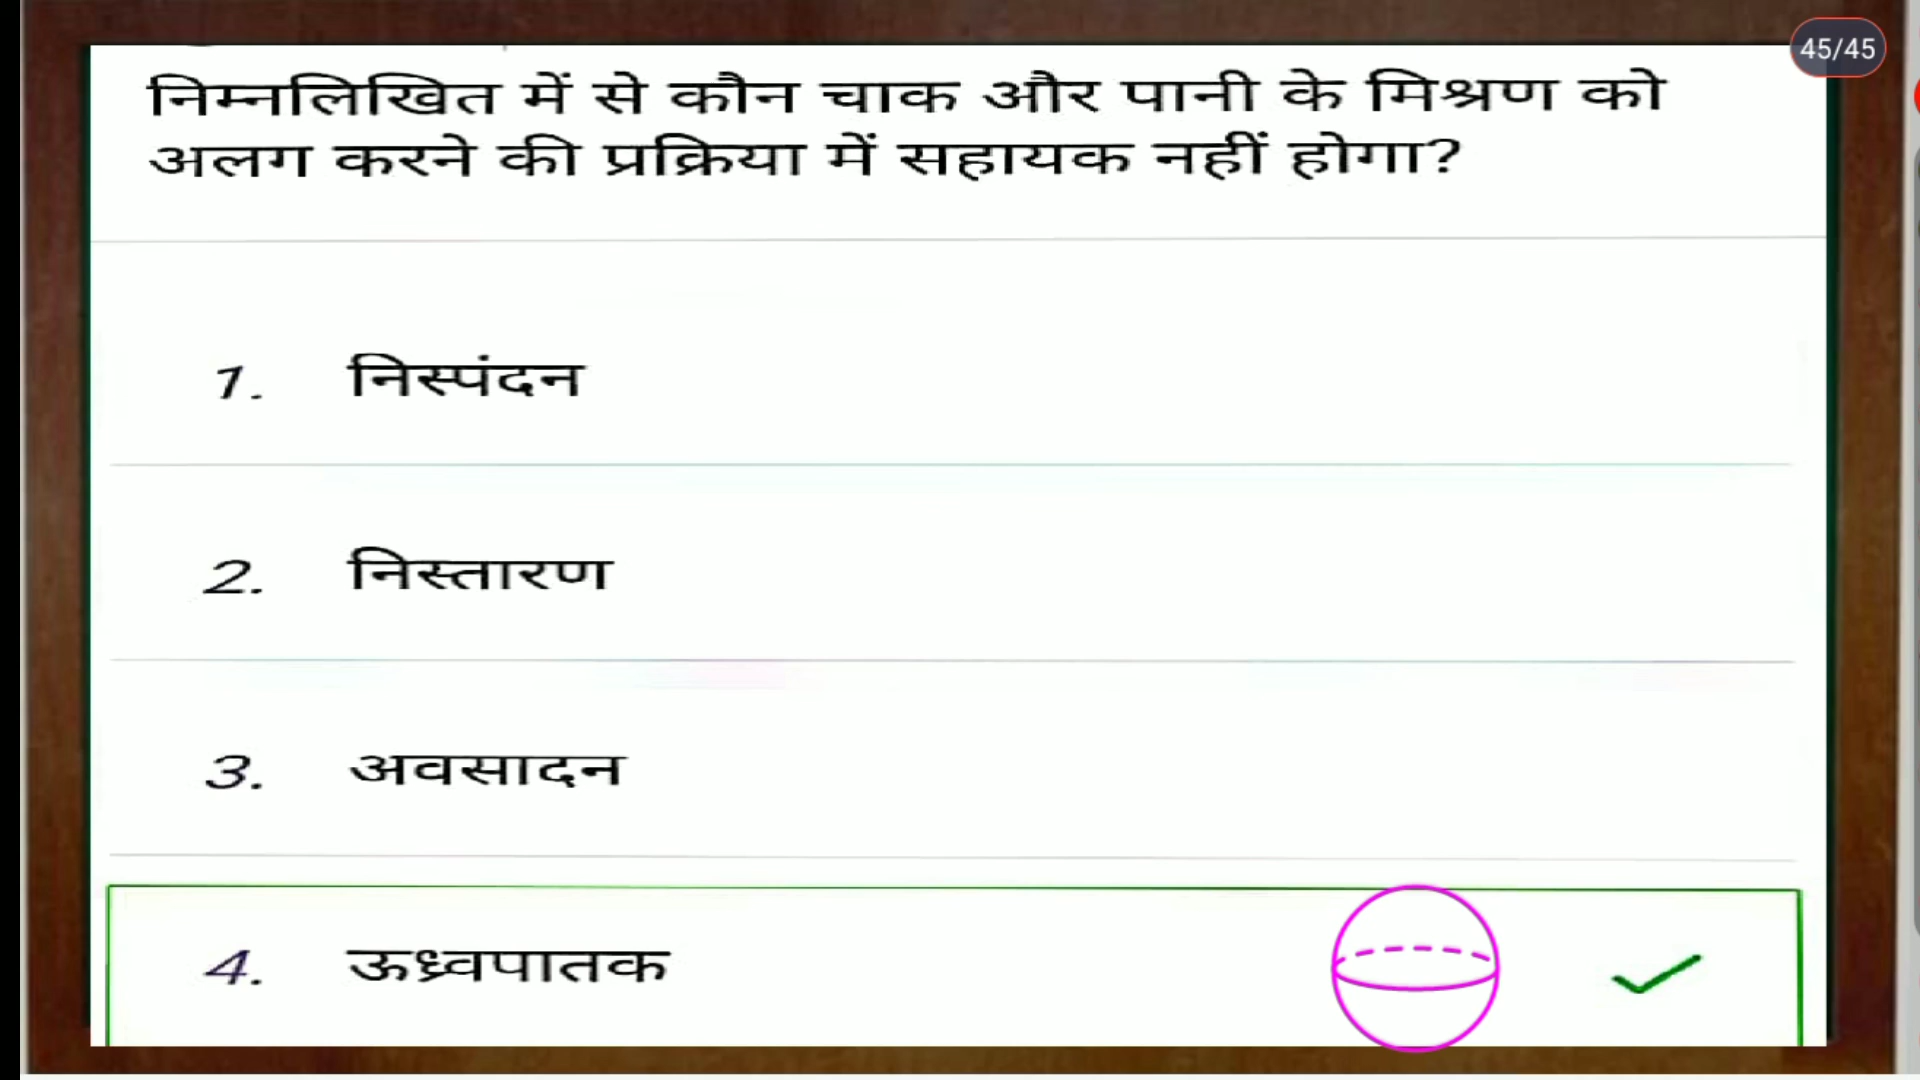 45/45
निम्नलिखित में से कौन चाक और पानी के मिश्रण को
अलग करने की प्रक्रिया में सहायक नहीं होगा?
1. निस्पंदन
2. निस्तारण
3. अवसादन
4. ऊध्र्वपातक